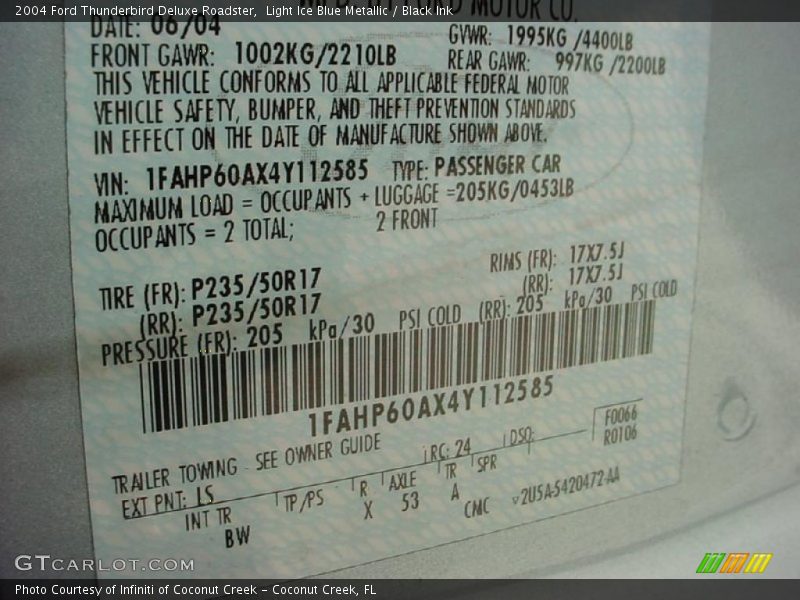 2004 Ford Thunderbird Deluxe Roadster,  Light Ice Blue Metallic / Black Ink
FORD MOTOR CO.
DATE: 06/04 GVWR: 1995KG /4400LB
FRONT GAWR: 1002KG/2210LB REAR GAWR: 997KG /2200LB
THIS VEHICLE CONFORMS TO ALL APPLICABLE FEDERAL MOTOR
VEHICLE SAFETY, BUMPER, AND THEFT PREVENTION STANDARDS
IN EFFECT ON THE DATE OF MANUFACTURE SHOWN ABOVE.
VIN: 1FAHP60AX4Y112585 TYPE: PASSENGER CAR
MAXIMUM LOAD = OCCUPANTS + LUGGAGE =205KG/0453LB
OCCUPANTS = 2 TOTAL; 2 FRONT
TIRE (FR): P235/50R17 RIMS (FR): 17X7.5J
(RR): P235/50R17 (RR): 17X7.5J
PRESSURE (FR): 205 kPa/30 PSI COLD (RR): 205 kPa/30 PSI COLD
1FAHP60AX4Y112585
TRAILER TOWING - SEE OWNER GUIDE RC: 24 DSO: F0066
R0106
EXT PNT: LS
INT TR TP/PS R AXLE TR SPR
BW X 53 A
CMC 2U5A-5420472-AA
GTCARLOT.COM
Photo Courtesy of Infiniti of Coconut Creek – Coconut Creek, FL